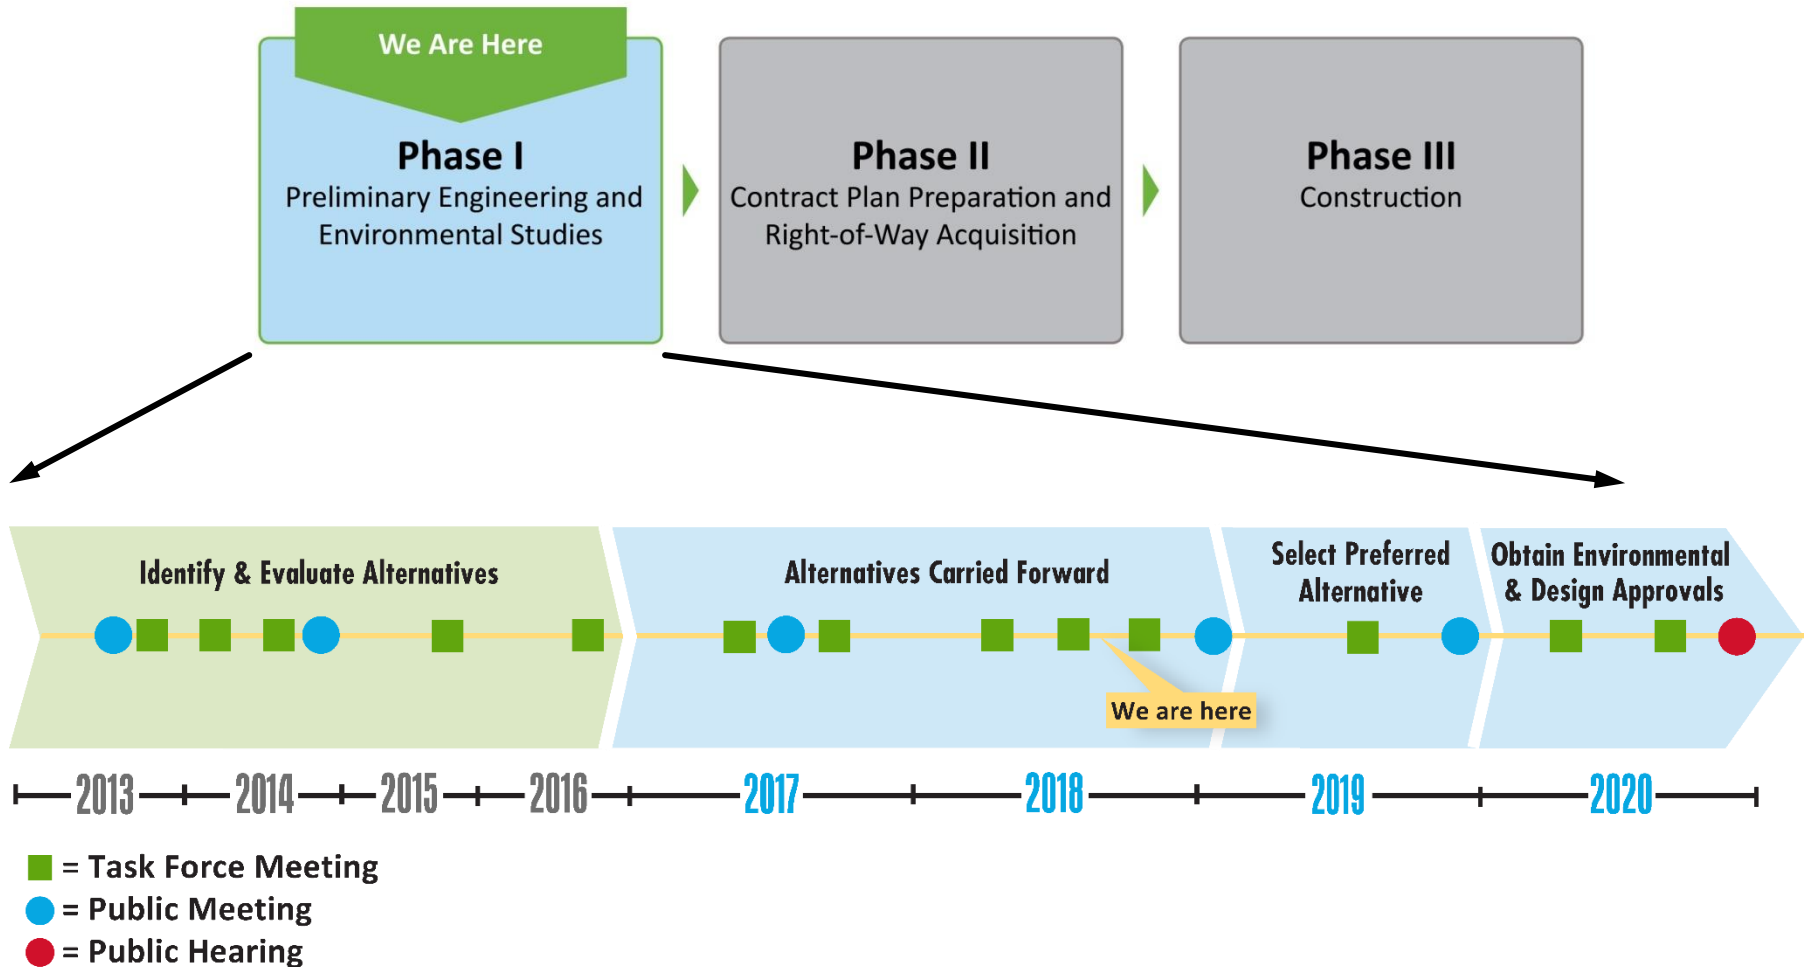 We Are Here
Phase I
Preliminary Engineering and
Environmental Studies
Phase II
Contract Plan Preparation and
Right-of-Way Acquisition
Phase III
Construction
Identify & Evaluate Alternatives
Alternatives Carried Forward
Select Preferred
Alternative
Obtain Environmental
& Design Approvals
We are here
2013
2014
2015
2016
2017
2018
2019
2020
= Task Force Meeting
= Public Meeting
= Public Hearing